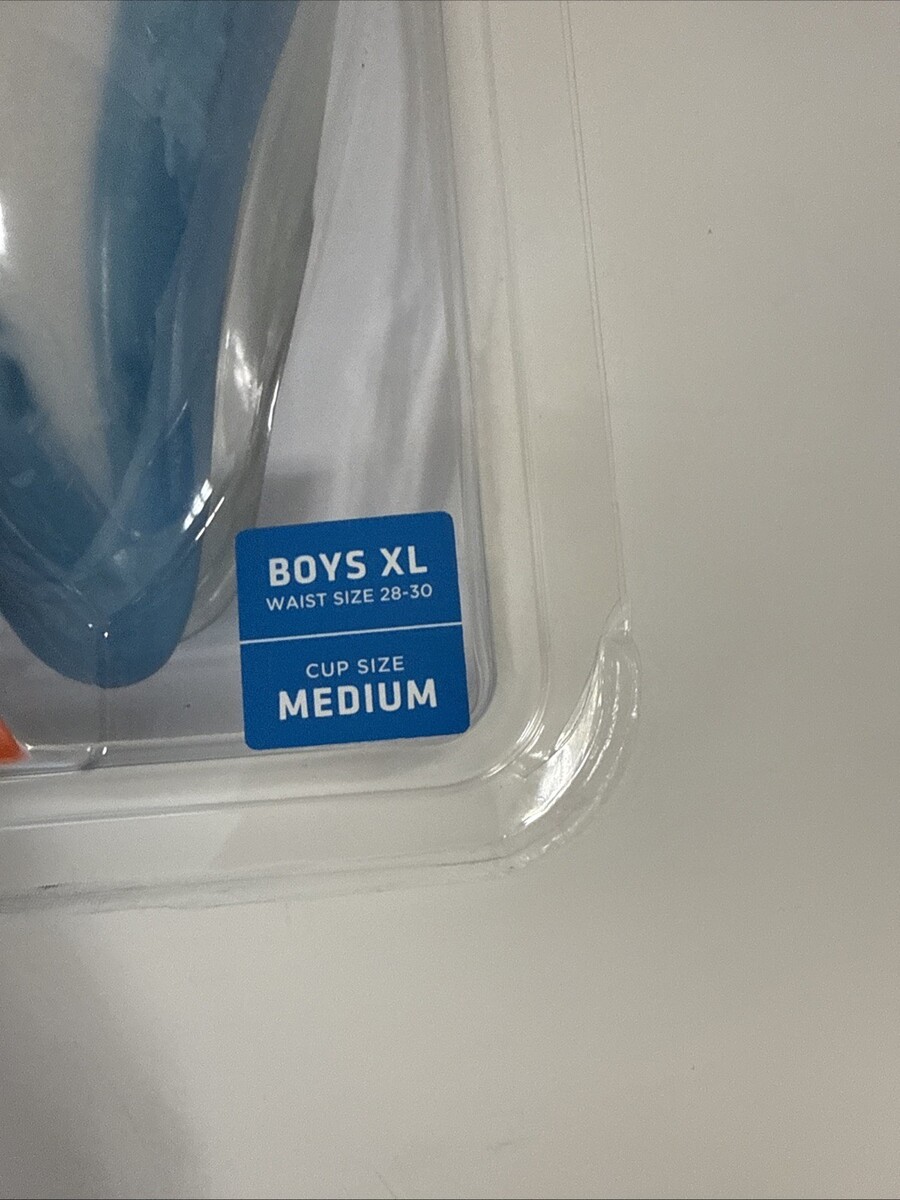 BOYS XL
WAIST SIZE 28-30
CUP SIZE
MEDIUM